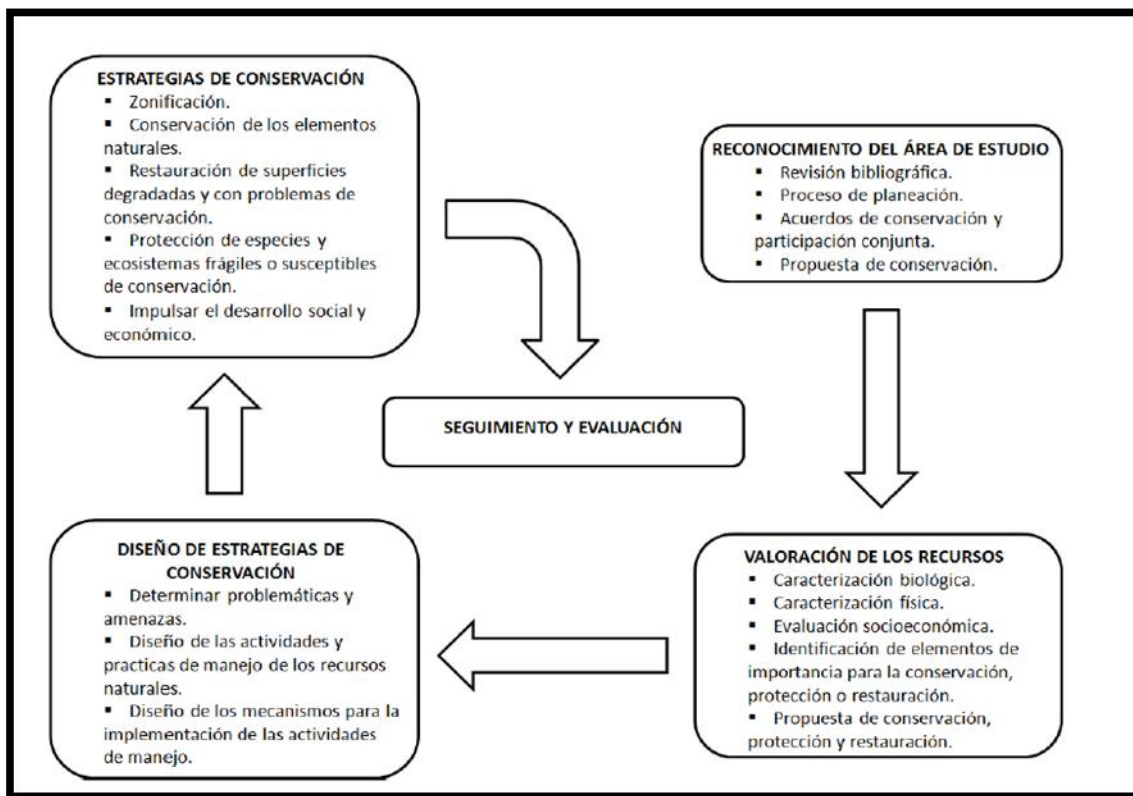 ESTRATEGIAS DE CONSERVACIÓN
▪ Zonificación.
▪ Conservación de los elementos
naturales.
▪ Restauración de superficies
degradadas y con problemas de
conservación.
▪ Protección de especies y
ecosistemas frágiles o susceptibles
de conservación.
▪ Impulsar el desarrollo social y
económico.
RECONOCIMIENTO DEL ÁREA DE ESTUDIO
▪ Revisión bibliográfica.
▪ Proceso de planeación.
▪ Acuerdos de conservación y
participación conjunta.
▪ Propuesta de conservación.
SEGUIMIENTO Y EVALUACIÓN
DISEÑO DE ESTRATEGIAS DE
CONSERVACIÓN
▪ Determinar problemáticas y
amenazas.
▪ Diseño de las actividades y
practicas de manejo de los recursos
naturales.
▪ Diseño de los mecanismos para la
implementación de las actividades
de manejo.
VALORACIÓN DE LOS RECURSOS
▪ Caracterización biológica.
▪ Caracterización física.
▪ Evaluación socioeconómica.
▪ Identificación de elementos de
importancia para la conservación,
protección o restauración.
▪ Propuesta de conservación,
protección y restauración.